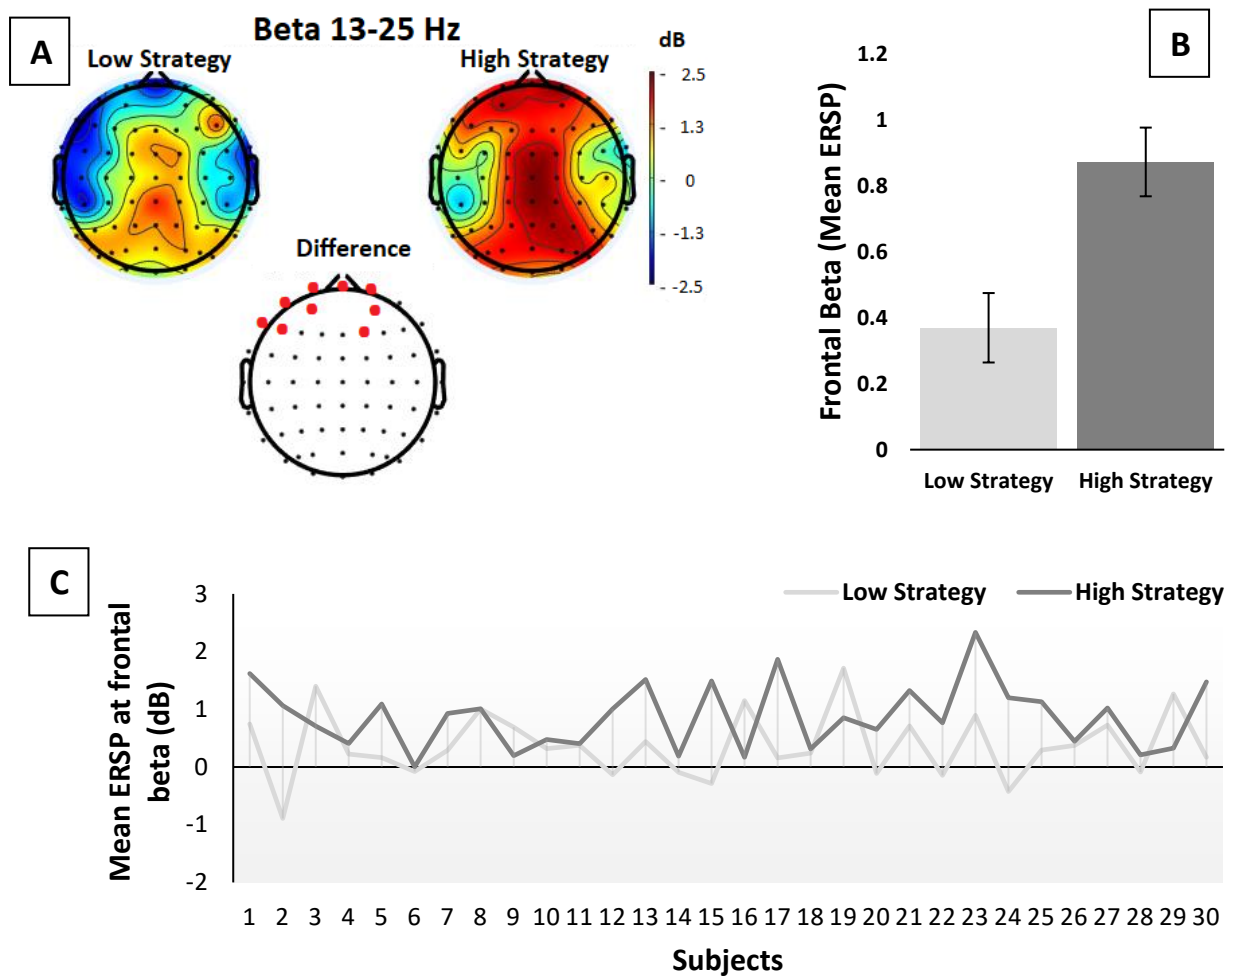 A
Beta 13-25 Hz
Low Strategy
High Strategy
dB
2.5
1.3
0
-1.3
-2.5
Difference
B
Frontal Beta (Mean ERSP)
1.2
1
0.8
0.6
0.4
0.2
0
Low Strategy High Strategy
C
Low Strategy High Strategy
Mean ERSP at frontal
beta (dB)
3
2
1
0
-1
-2
1 2 3 4 5 6 7 8 9 10 11 12 13 14 15 16 17 18 19 20 21 22 23 24 25 26 27 28 29 30
Subjects